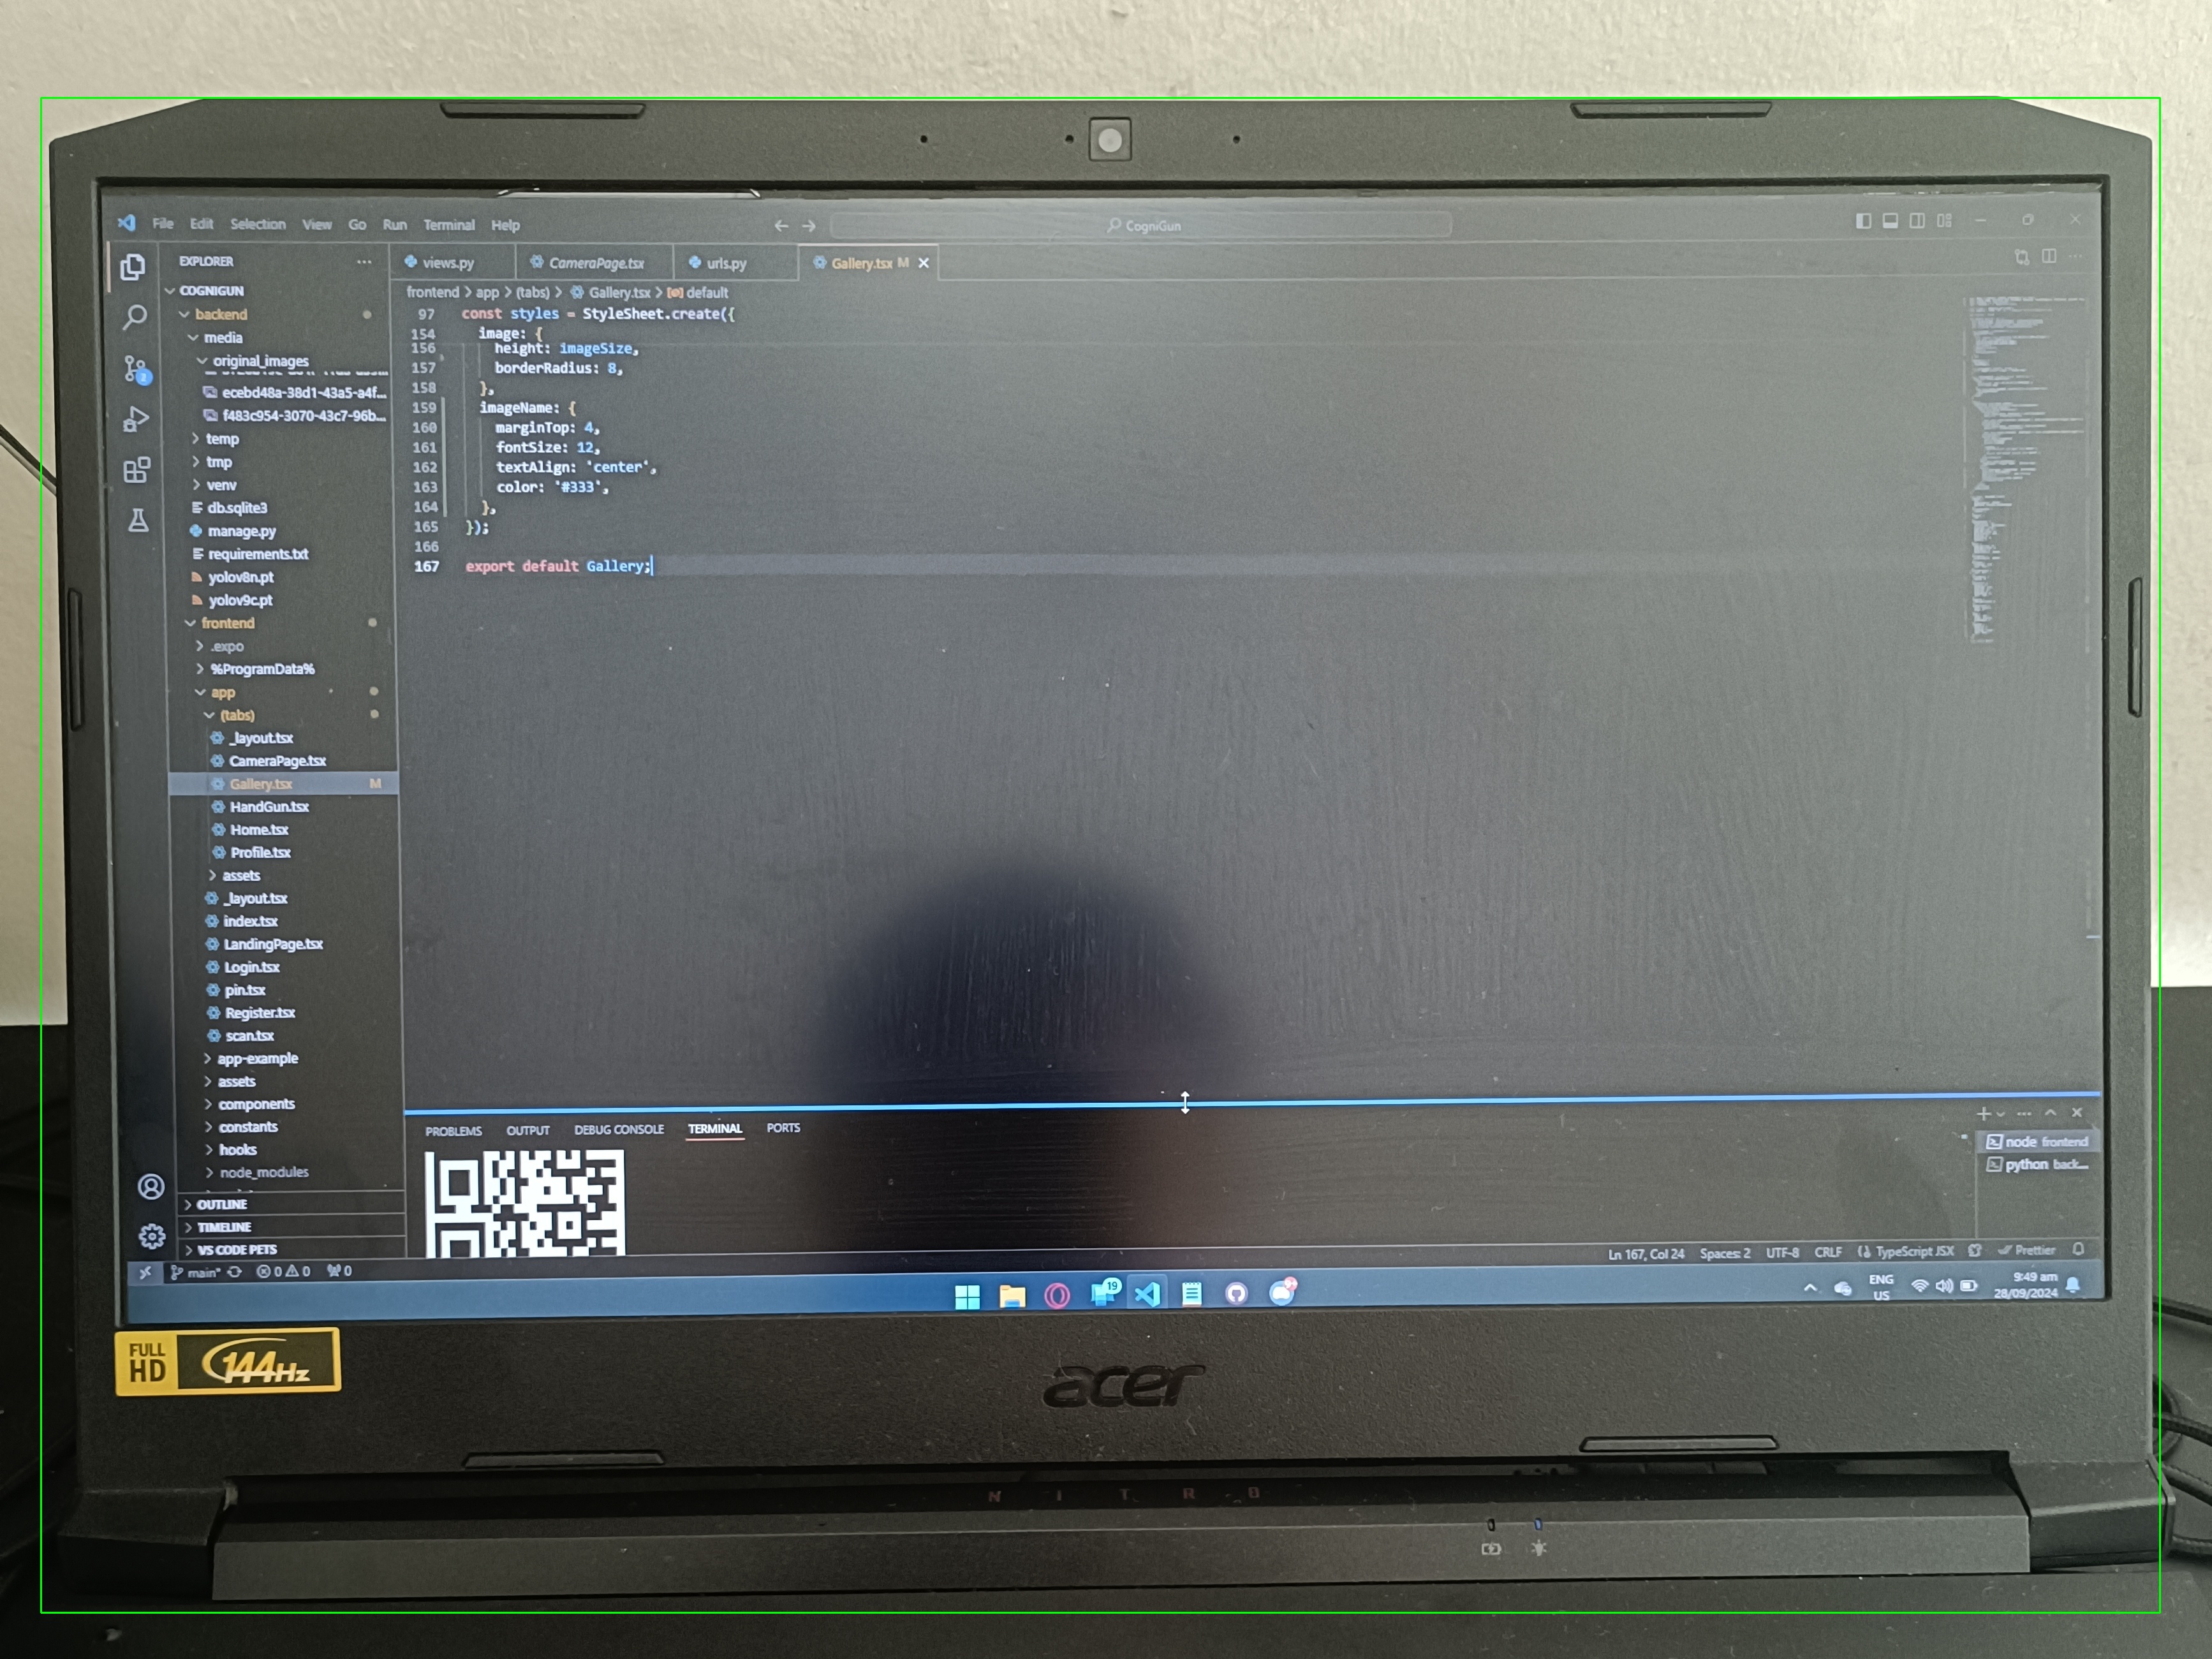 File Edit Selection View Go Run Terminal Help
CogniGun
EXPLORER
COGNIGUN
backend
media
original_images
ecebd48a-38d1-43a5-a4f...
f483c954-3070-43c7-96b...
temp
tmp
venv
db.sqlite3
manage.py
requirements.txt
yolov8n.pt
yolov9c.pt
frontend
.expo
%ProgramData%
app
(tabs)
_layout.tsx
CameraPage.tsx
Gallery.tsx M
HandGun.tsx
Home.tsx
Profile.tsx
assets
_layout.tsx
index.tsx
LandingPage.tsx
Login.tsx
pin.tsx
Register.tsx
scan.tsx
app-example
assets
components
constants
hooks
node_modules
OUTLINE
TIMELINE
VS CODE PETS
views.py CameraPage.tsx urls.py Gallery.tsx M
frontend > app > (tabs) > Gallery.tsx > default
97 const styles = StyleSheet.create({
154 image: {
156 height: imageSize,
157 borderRadius: 8,
158 },
159 imageName: {
160 marginTop: 4,
161 fontSize: 12,
162 textAlign: 'center',
163 color: '#333',
164 },
165 });
166
167 export default Gallery;
PROBLEMS OUTPUT DEBUG CONSOLE TERMINAL PORTS
node frontend
python back...
main* 0 0 0
Ln 167, Col 24 Spaces: 2 UTF-8 CRLF TypeScript JSX Prettier
19
ENG
US
9:49 am
28/09/2024
FULL
HD
144Hz
acer
NITRO